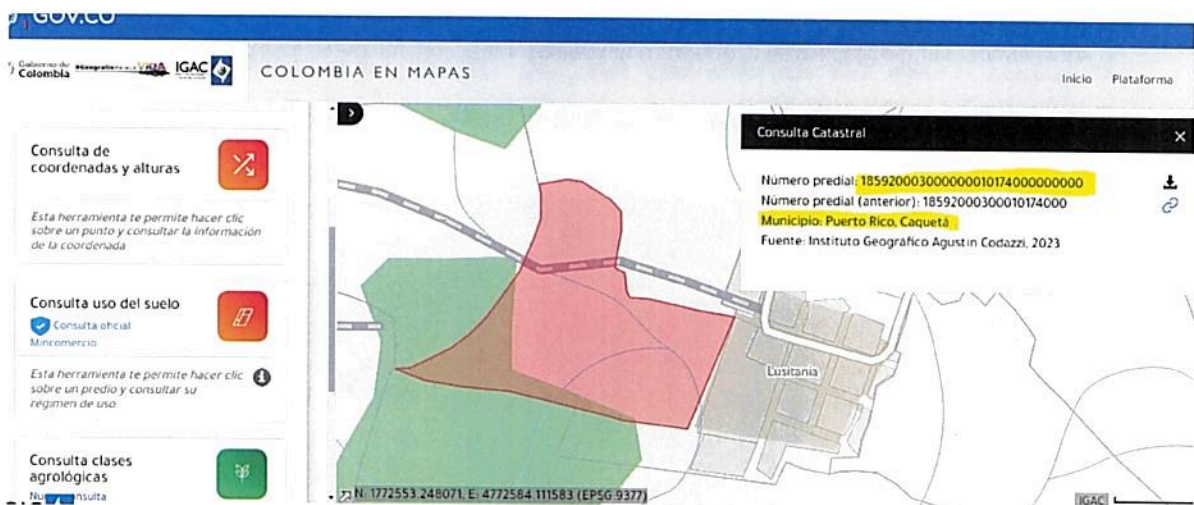 GOV.CO
Gobierno de
Colombia
IGAC
COLOMBIA EN MAPAS
Inicio Plataforma
Consulta de
coordenadas y alturas
Esta herramienta te permite hacer clic
sobre un punto y consultar la información
de la coordenada
Consulta uso del suelo
Consulta oficial
Mincomercio
Esta herramienta te permite hacer clic
sobre un predio y consultar su
régimen de uso.
Consulta clases
agrológicas
consulta
Consulta Catastral
Número predial: 185920003000000010174000000000
Número predial (anterior): 18592000300010174000
Municipio: Puerto Rico, Caquetá
Fuente: Instituto Geográfico Agustín Codazzi, 2023
Lusitania
N: 1772553.248071, E: 4772584.111583 (EPSG:9377)
IGAC